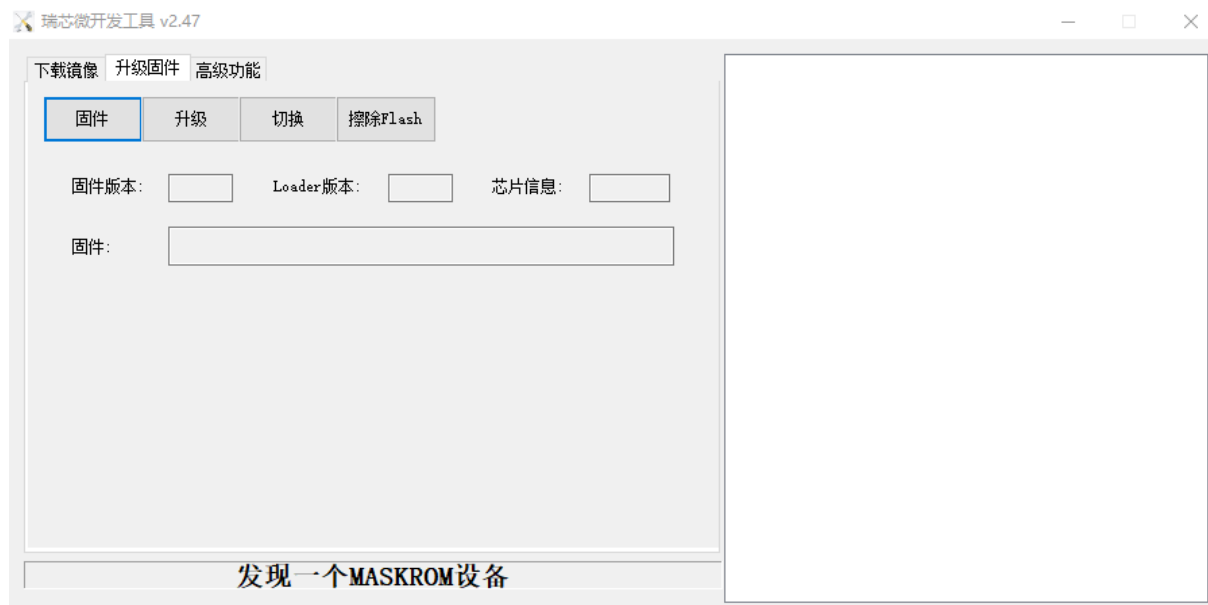 瑞芯微开发工具 v2.47
下载镜像 升级固件 高级功能
固件 升级 切换 擦除Flash
固件版本: Loader版本: 芯片信息:
固件:
发现一个MASKROM设备